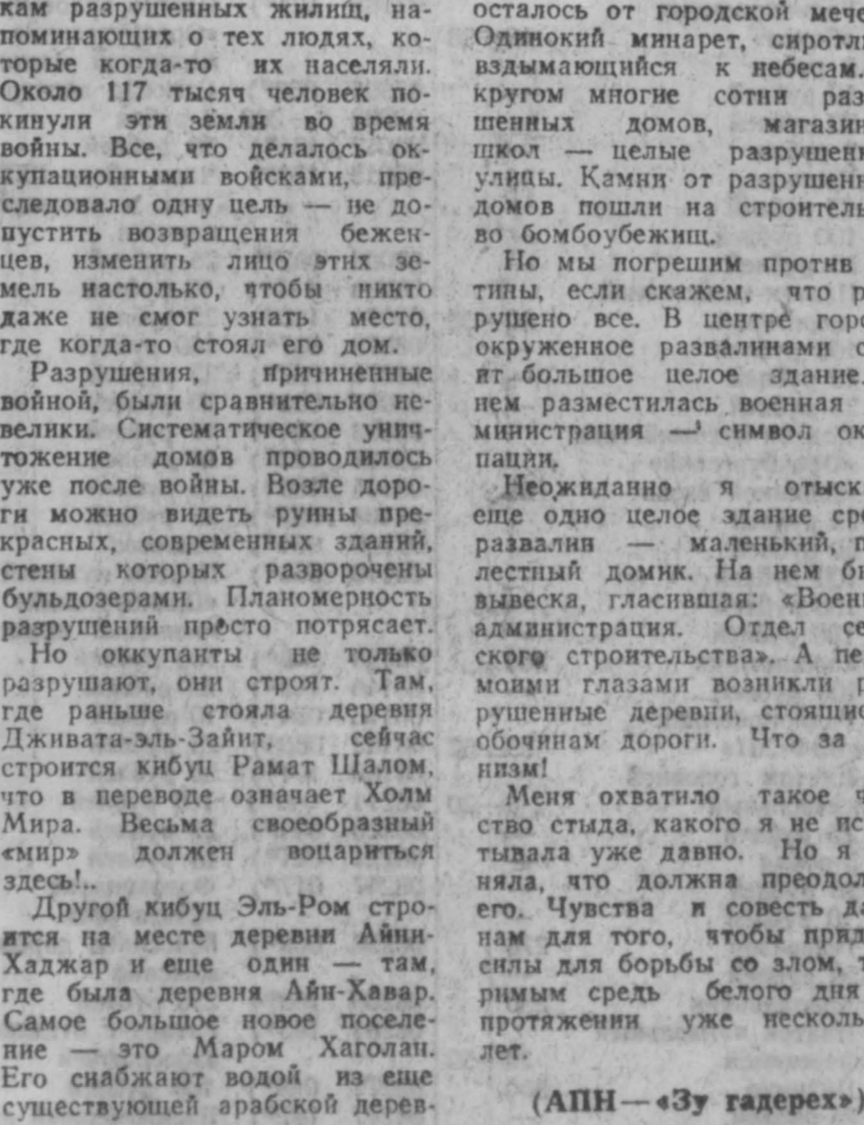 кам разрушенных жилищ, на-
поминающих о тех людях, ко-
торые когда-то их населяли.
Около 117 тысяч человек по-
кинули эти земли во время
войны. Все, что делалось ок-
купационными войсками, пре-
следовало одну цель — не до-
пустить возвращения бежен-
цев, изменить лицо этих зе-
мель настолько, чтобы никто
даже не смог узнать место,
где когда-то стоял его дом.
Разрушения, причиненные
войной, были сравнительно не-
велики. Систематическое унич-
тожение домов проводилось
уже после войны. Возле доро-
ги можно видеть руины пре-
красных, современных зданий,
стены которых разворочены
бульдозерами. Планомерность
разрушений просто потрясает.
Но оккупанты не только
разрушают, они строят. Там,
где раньше стояла деревня
Дживата-эль-Зайит, сейчас
строится кибуц Рамат Шалом,
что в переводе означает Холм
Мира. Весьма своеобразный
«мир» должен воцариться
здесь!..
Другой кибуц Эль-Ром стро-
ится на месте деревни Айни-
Хаджар и еще один — там,
где была деревня Айн-Хавар.
Самое большое новое поселе-
ние — это Маром Хаголан.
Его снабжают водой из еще
существующей арабской дерев-
осталось от городской мече
Одинокий минарет, сиротл
вздымающийся к небесам.
кругом многие сотни раз
шенных домов, магазин
школ — целые разрушенн
улицы. Камни от разрушенн
домов пошли на строитель
во бомбоубежищ.
Но мы погрешим против
тины, если скажем, что р
рушено все. В центре горо
окруженное развалинами с
ит большое целое здание.
нем разместилась военная
министрация — символ ок
пации.
Неожиданно я отыск
еще одно целое здание сре
развалин — маленький, п
лестный домик. На нем бы
вывеска, гласившая: «Воен
администрация. Отдел се
ского строительства». А пе
моими глазами возникли р
рушенные деревни, стоящие
обочинам дороги. Что за
низм!
Меня охватило такое ч
ство стыда, какого я не ис
тывала уже давно. Но я
няла, что должна преодол
его. Чувства и совесть да
нам для того, чтобы прид
силы для борьбы со злом, т
римым средь белого дня
протяжении уже несколь
лет.
(АПН—«Зу гадерех»)